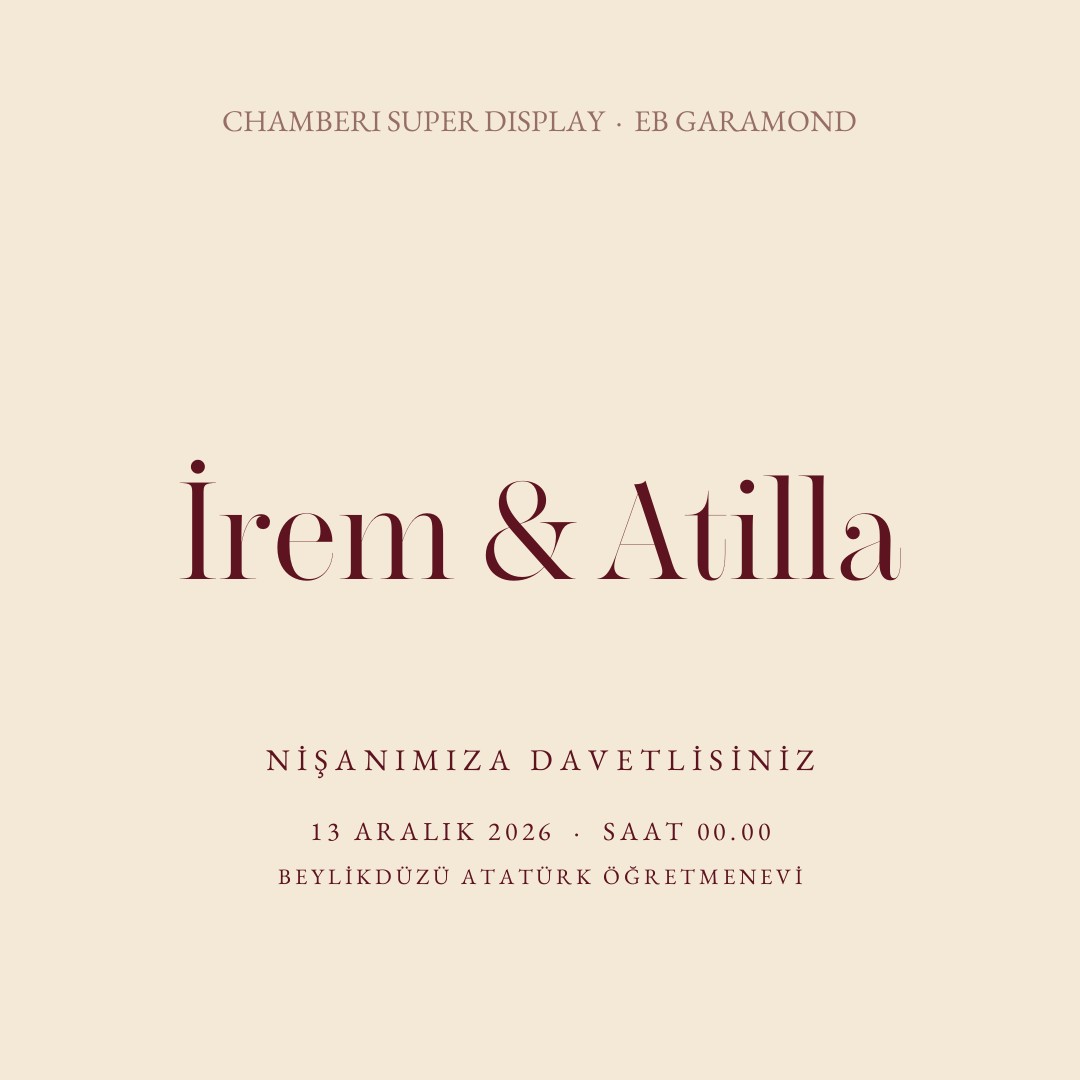 CHAMBERI SUPER DISPLAY · EB GARAMOND
İrem & Atilla
NİŞANIMIZA DAVETLİSİNİZ
13 ARALIK 2026 · SAAT 00.00
BEYLİKDÜZÜ ATATÜRK ÖĞRETMENEVİ